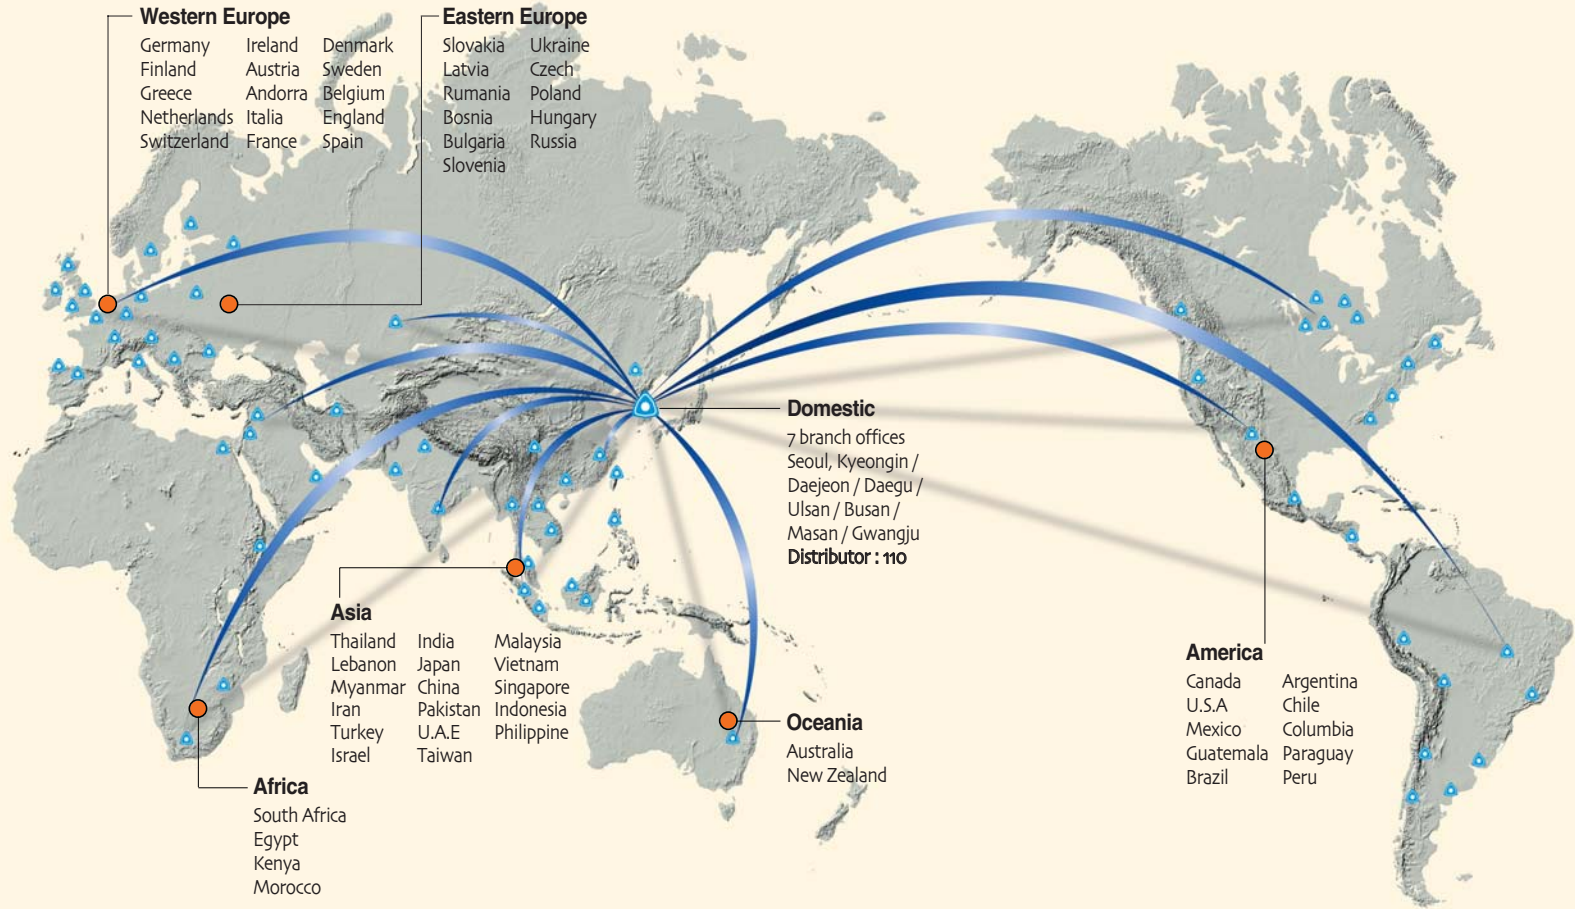 Western Europe
Germany Ireland Denmark
Finland Austria Sweden
Greece Andorra Belgium
Netherlands Italia England
Switzerland France Spain
Eastern Europe
Slovakia Ukraine
Latvia Czech
Rumania Poland
Bosnia Hungary
Bulgaria Russia
Slovenia
Domestic
7 branch offices
Seoul, Kyeongin /
Daejeon / Daegu /
Ulsan / Busan /
Masan / Gwangju
Distributor : 110
Asia
Thailand India Malaysia
Lebanon Japan Vietnam
Myanmar China Singapore
Iran Pakistan Indonesia
Turkey U.A.E Philippine
Israel Taiwan
America
Canada Argentina
U.S.A Chile
Mexico Columbia
Guatemala Paraguay
Brazil Peru
Oceania
Australia
New Zealand
Africa
South Africa
Egypt
Kenya
Morocco